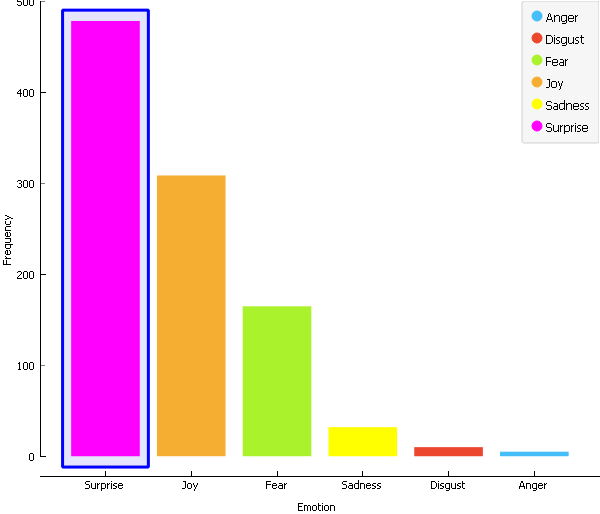 500
400
300
200
100
0
Frequency
Surprise Joy Fear Sadness Disgust Anger
Emotion
Anger
Disgust
Fear
Joy
Sadness
Surprise